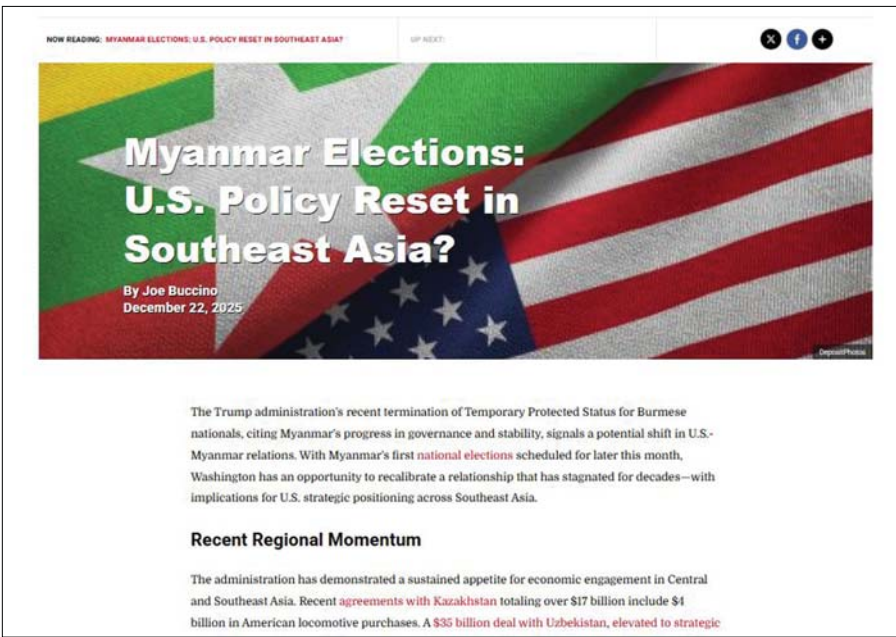 NOW READING: MYANMAR ELECTIONS: U.S. POLICY RESET IN SOUTHEAST ASIA?
UP NEXT:
Myanmar Elections:
U.S. Policy Reset in
Southeast Asia?
By Joe Buccino
December 22, 2025
DepositPhotos
The Trump administration's recent termination of Temporary Protected Status for Burmese
nationals, citing Myanmar's progress in governance and stability, signals a potential shift in U.S.-
Myanmar relations. With Myanmar's first national elections scheduled for later this month,
Washington has an opportunity to recalibrate a relationship that has stagnated for decades—with
implications for U.S. strategic positioning across Southeast Asia.
Recent Regional Momentum
The administration has demonstrated a sustained appetite for economic engagement in Central
and Southeast Asia. Recent agreements with Kazakhstan totaling over $17 billion include $4
billion in American locomotive purchases. A $35 billion deal with Uzbekistan, elevated to strategic